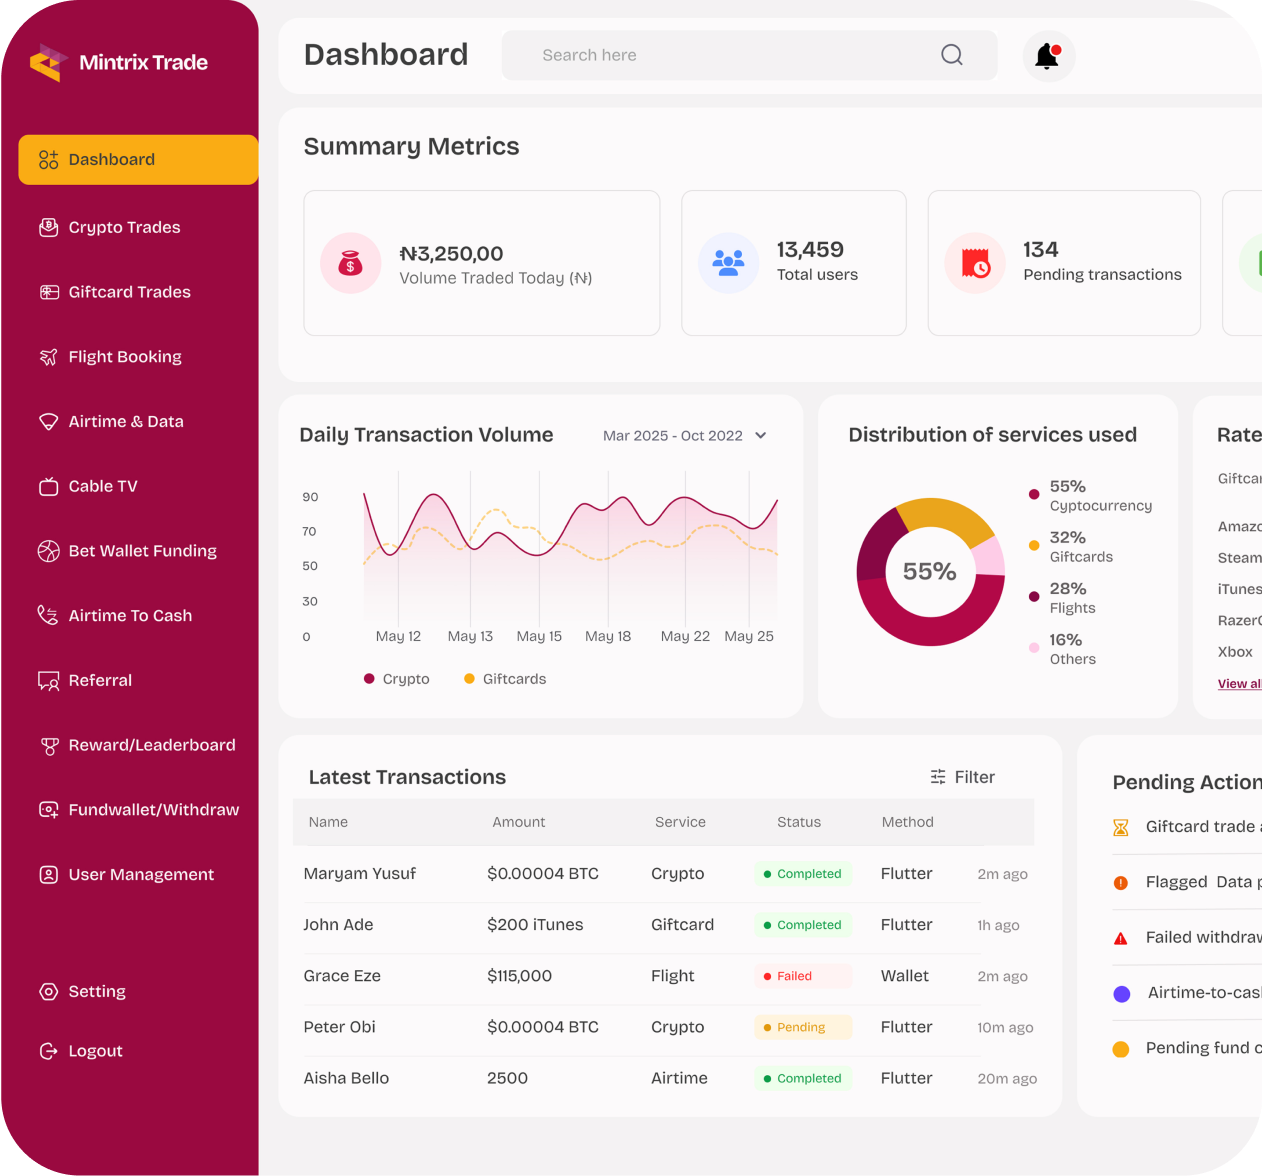 Mintrix Trade
Dashboard
Crypto Trades
Giftcard Trades
Flight Booking
Airtime & Data
Cable TV
Bet Wallet Funding
Airtime To Cash
Referral
Reward/Leaderboard
Fundwallet/Withdraw
User Management
Setting
Logout
Dashboard
Search here
Summary Metrics
₦3,250,00
Volume Traded Today (₦)
13,459
Total users
134
Pending transactions
Daily Transaction Volume
Mar 2025 - Oct 2022
90
70
50
30
0
May 12 May 13 May 15 May 18 May 22 May 25
Crypto Giftcards
Distribution of services used
55%
55%
Cyptocurrency
32%
Giftcards
28%
Flights
16%
Others
Rate
Giftcar
Amazo
Steam
iTunes
Razer
Xbox
View all
Latest Transactions
Filter
Name Amount Service Status Method
Maryam Yusuf $0.00004 BTC Crypto Completed Flutter 2m ago
John Ade $200 iTunes Giftcard Completed Flutter 1h ago
Grace Eze $115,000 Flight Failed Wallet 2m ago
Peter Obi $0.00004 BTC Crypto Pending Flutter 10m ago
Aisha Bello 2500 Airtime Completed Flutter 20m ago
Pending Action
Giftcard trade a
Flagged Data p
Failed withdraw
Airtime-to-cas
Pending fund c